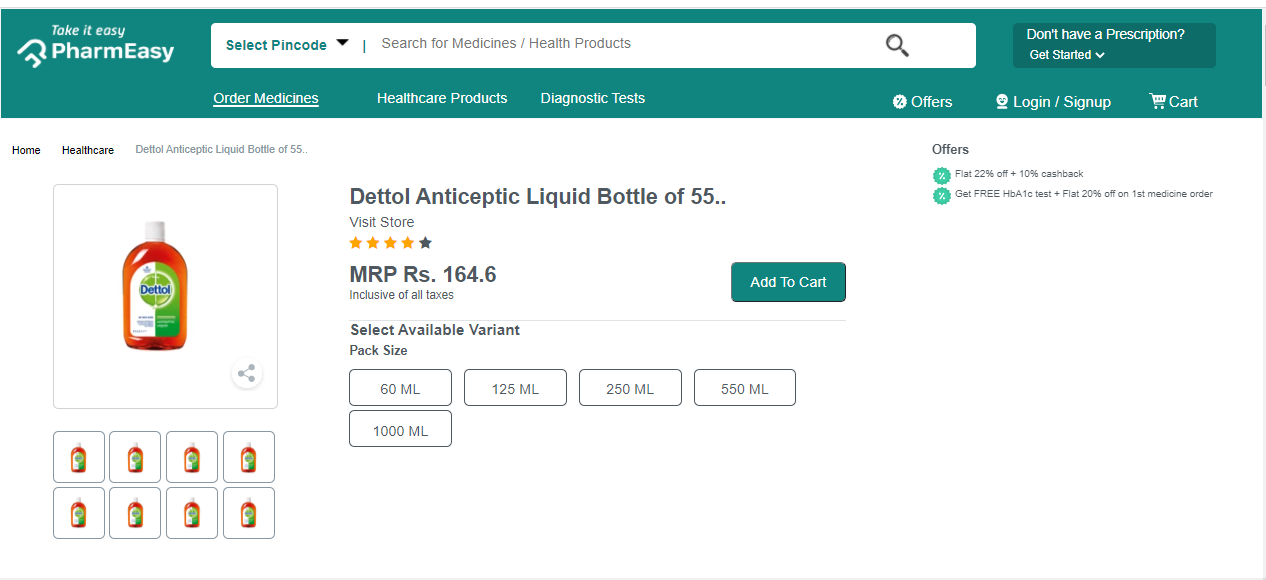 Take it easy
PharmEasy
Select Pincode | Search for Medicines / Health Products
Don't have a Prescription?
Get Started
Order Medicines Healthcare Products Diagnostic Tests
Offers Login / Signup Cart
Home Healthcare Dettol Anticeptic Liquid Bottle of 55..
Offers
Flat 22% off + 10% cashback
Get FREE HbA1c test + Flat 20% off on 1st medicine order
Dettol Anticeptic Liquid Bottle of 55..
Visit Store
MRP Rs. 164.6
Inclusive of all taxes
Add To Cart
Dettol
Select Available Variant
Pack Size
60 ML 125 ML 250 ML 550 ML
1000 ML